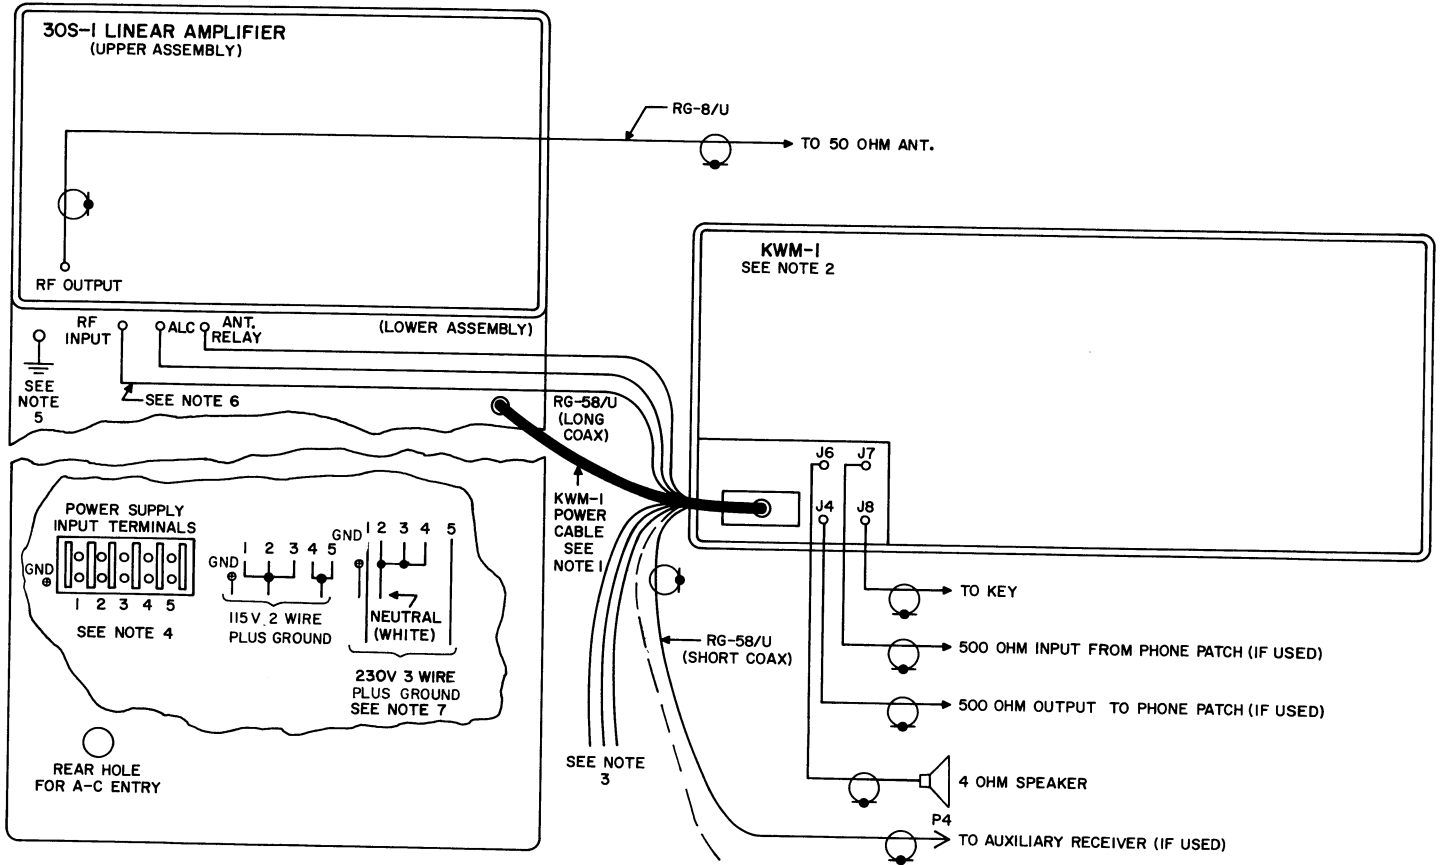 30S-1 LINEAR AMPLIFIER
(UPPER ASSEMBLY)
RG-8/U
TO 50 OHM ANT.
RF OUTPUT
KWM-1
SEE NOTE 2
RF
INPUT
ALC
ANT.
RELAY
(LOWER ASSEMBLY)
SEE
NOTE
5
SEE NOTE 6
RG-58/U
(LONG
COAX)
KWM-1
POWER
CABLE
SEE
NOTE 1
J6
J7
J4
J8
POWER SUPPLY
INPUT TERMINALS
GND
1 2 3 4 5
SEE NOTE 4
GND
1 2 3 4 5
115V 2 WIRE
PLUS GROUND
GND
1 2 3 4 5
NEUTRAL
(WHITE)
230V 3 WIRE
PLUS GROUND
SEE NOTE 7
REAR HOLE
FOR A-C ENTRY
SEE NOTE
3
RG-58/U
(SHORT COAX)
TO KEY
500 OHM INPUT FROM PHONE PATCH (IF USED)
500 OHM OUTPUT TO PHONE PATCH (IF USED)
4 OHM SPEAKER
P4
TO AUXILIARY RECEIVER (IF USED)